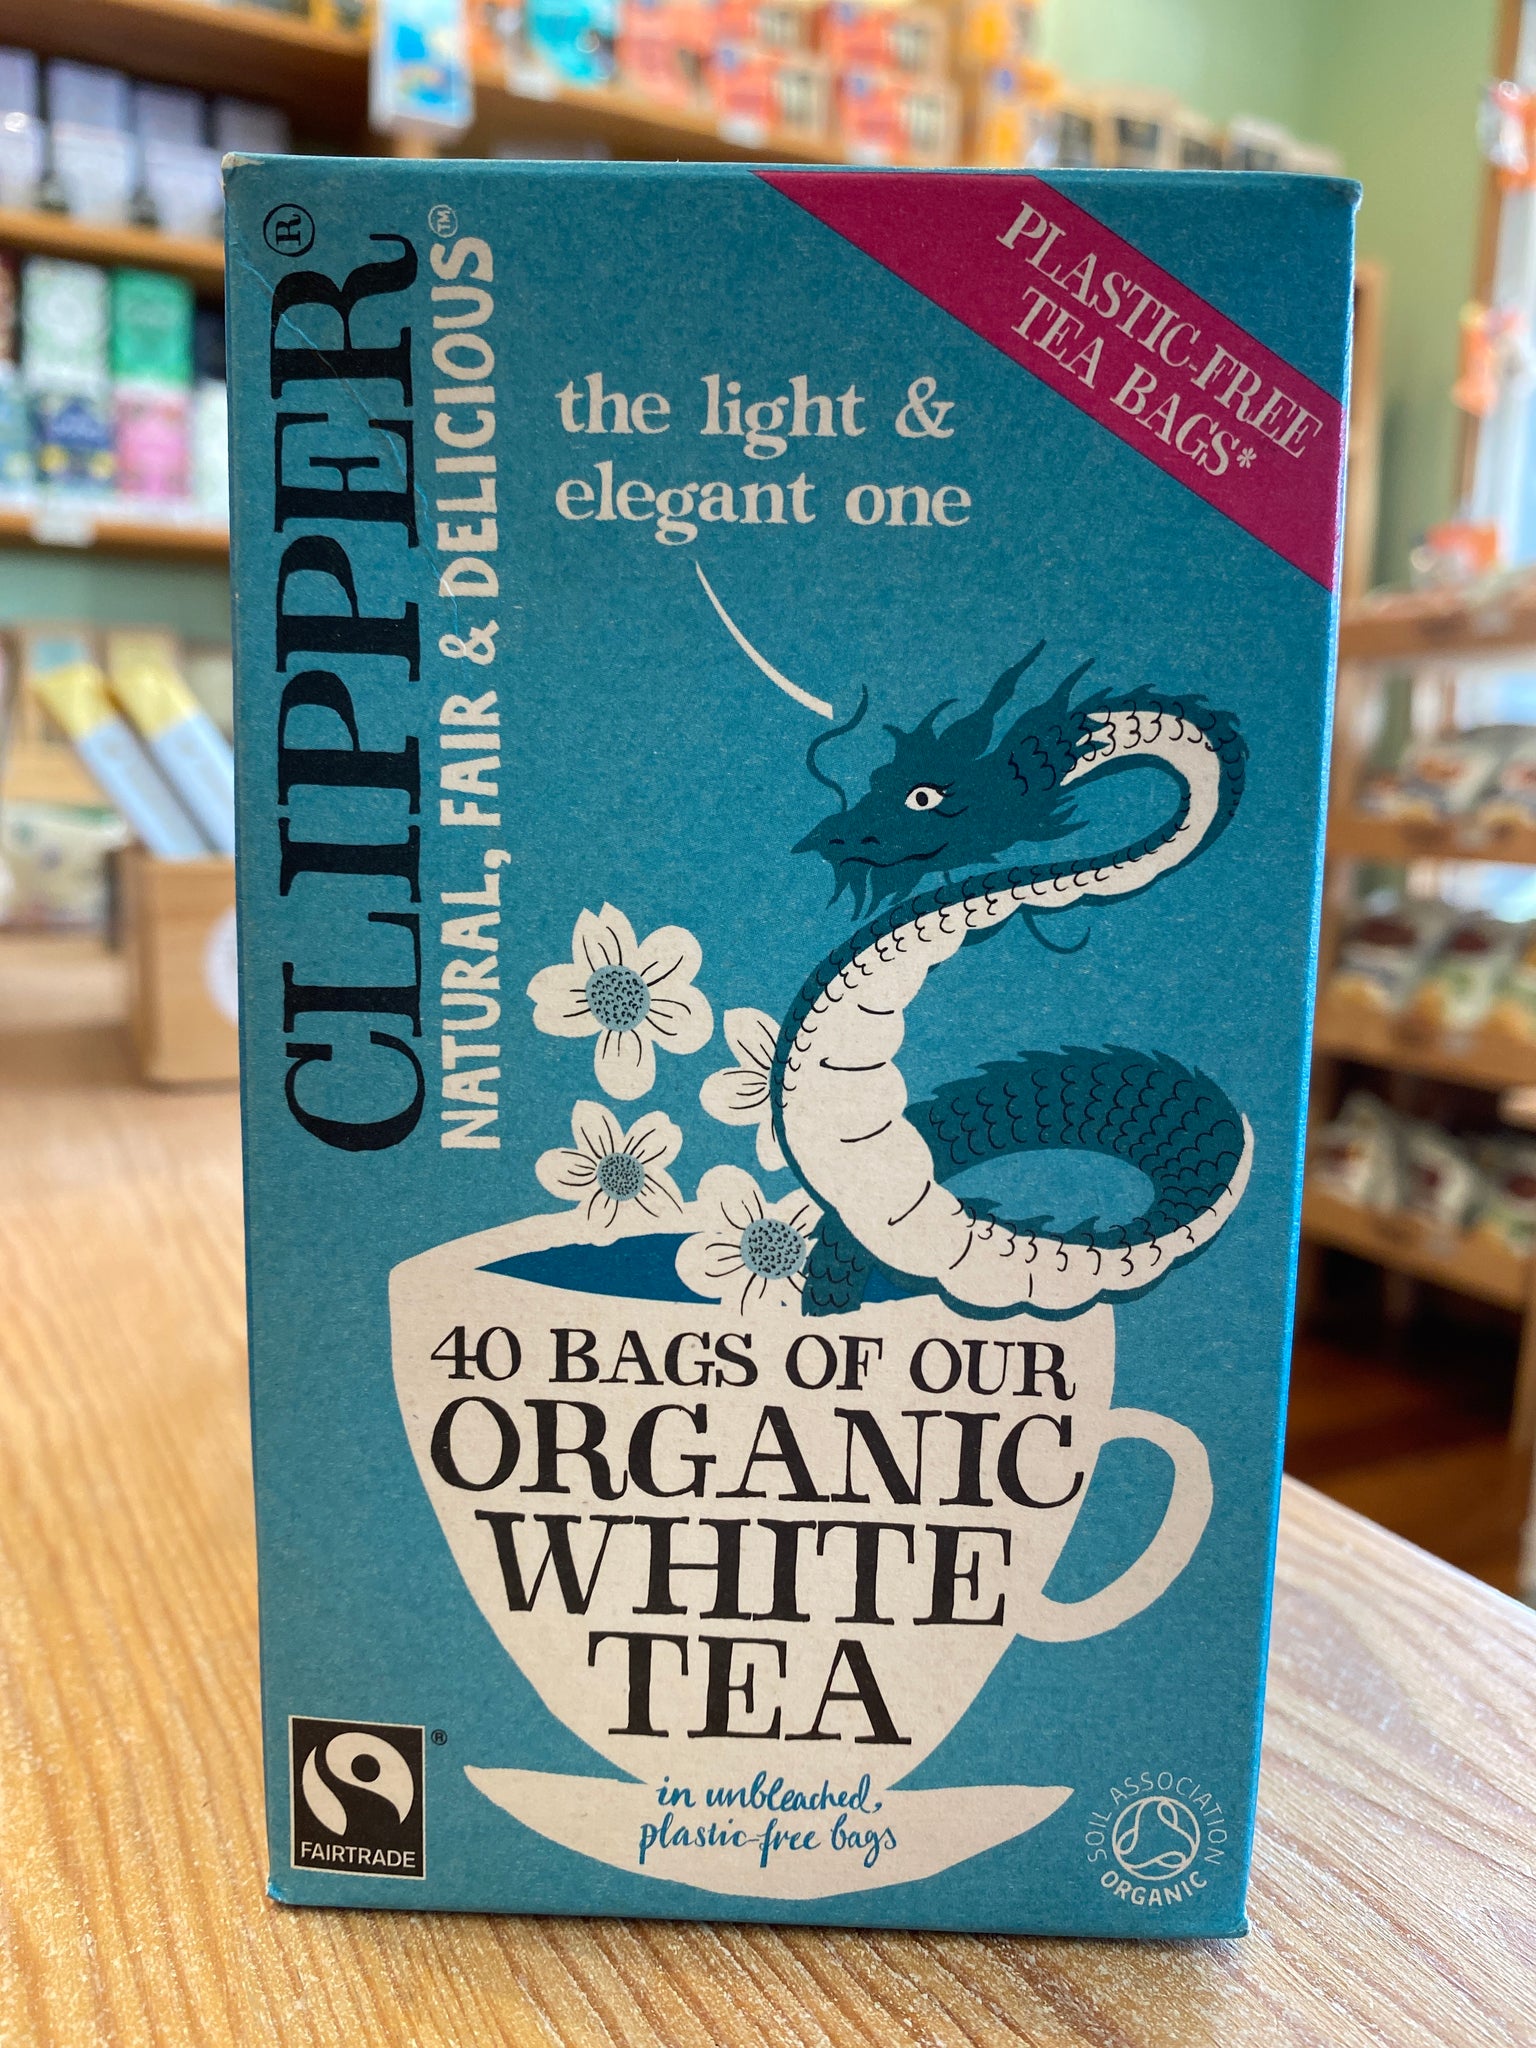 CLIPPER®
NATURAL, FAIR & DELICIOUS™
PLASTIC-FREE
TEA BAGS*
the light &
elegant one
40 BAGS OF OUR
ORGANIC
WHITE
TEA
in unbleached,
plastic-free bags
FAIRTRADE
®
SOIL ASSOCIATION
ORGANIC